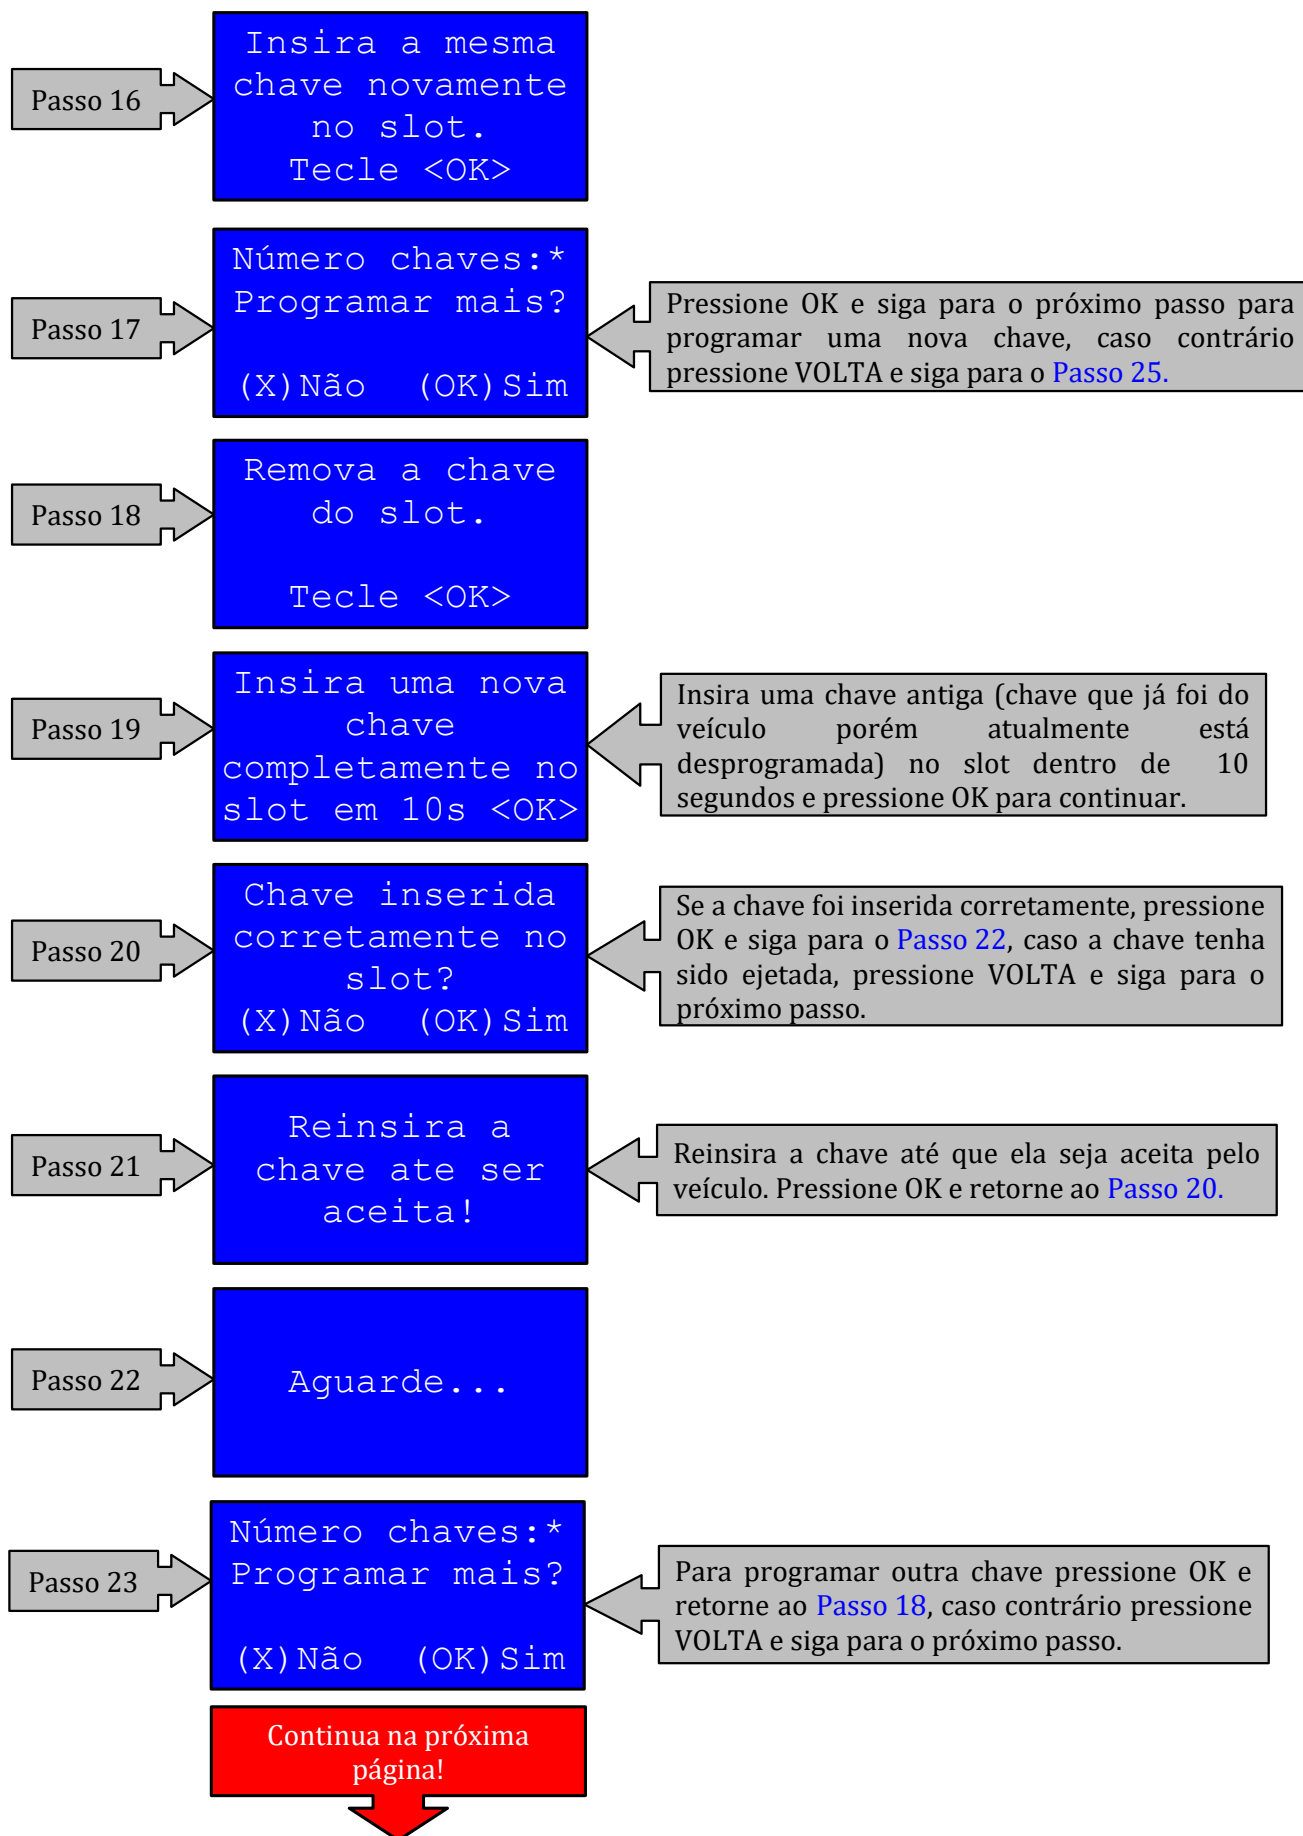 Passo 16
Insira a mesma
chave novamente
no slot.
Tecle <OK>
Passo 17
Número chaves:*
Programar mais?
(X)Não (OK)Sim
Pressione OK e siga para o próximo passo para
programar uma nova chave, caso contrário
pressione VOLTA e siga para o Passo 25.
Passo 18
Remova a chave
do slot.
Tecle <OK>
Passo 19
Insira uma nova
chave
completamente no
slot em 10s <OK>
Insira uma chave antiga (chave que já foi do
veículo porém atualmente está
desprogramada) no slot dentro de 10
segundos e pressione OK para continuar.
Passo 20
Chave inserida
corretamente no
slot?
(X)Não (OK)Sim
Se a chave foi inserida corretamente, pressione
OK e siga para o Passo 22, caso a chave tenha
sido ejetada, pressione VOLTA e siga para o
próximo passo.
Passo 21
Reinsira a
chave ate ser
aceita!
Reinsira a chave até que ela seja aceita pelo
veículo. Pressione OK e retorne ao Passo 20.
Passo 22
Aguarde...
Passo 23
Número chaves:*
Programar mais?
(X)Não (OK)Sim
Para programar outra chave pressione OK e
retorne ao Passo 18, caso contrário pressione
VOLTA e siga para o próximo passo.
Continua na próxima
página!